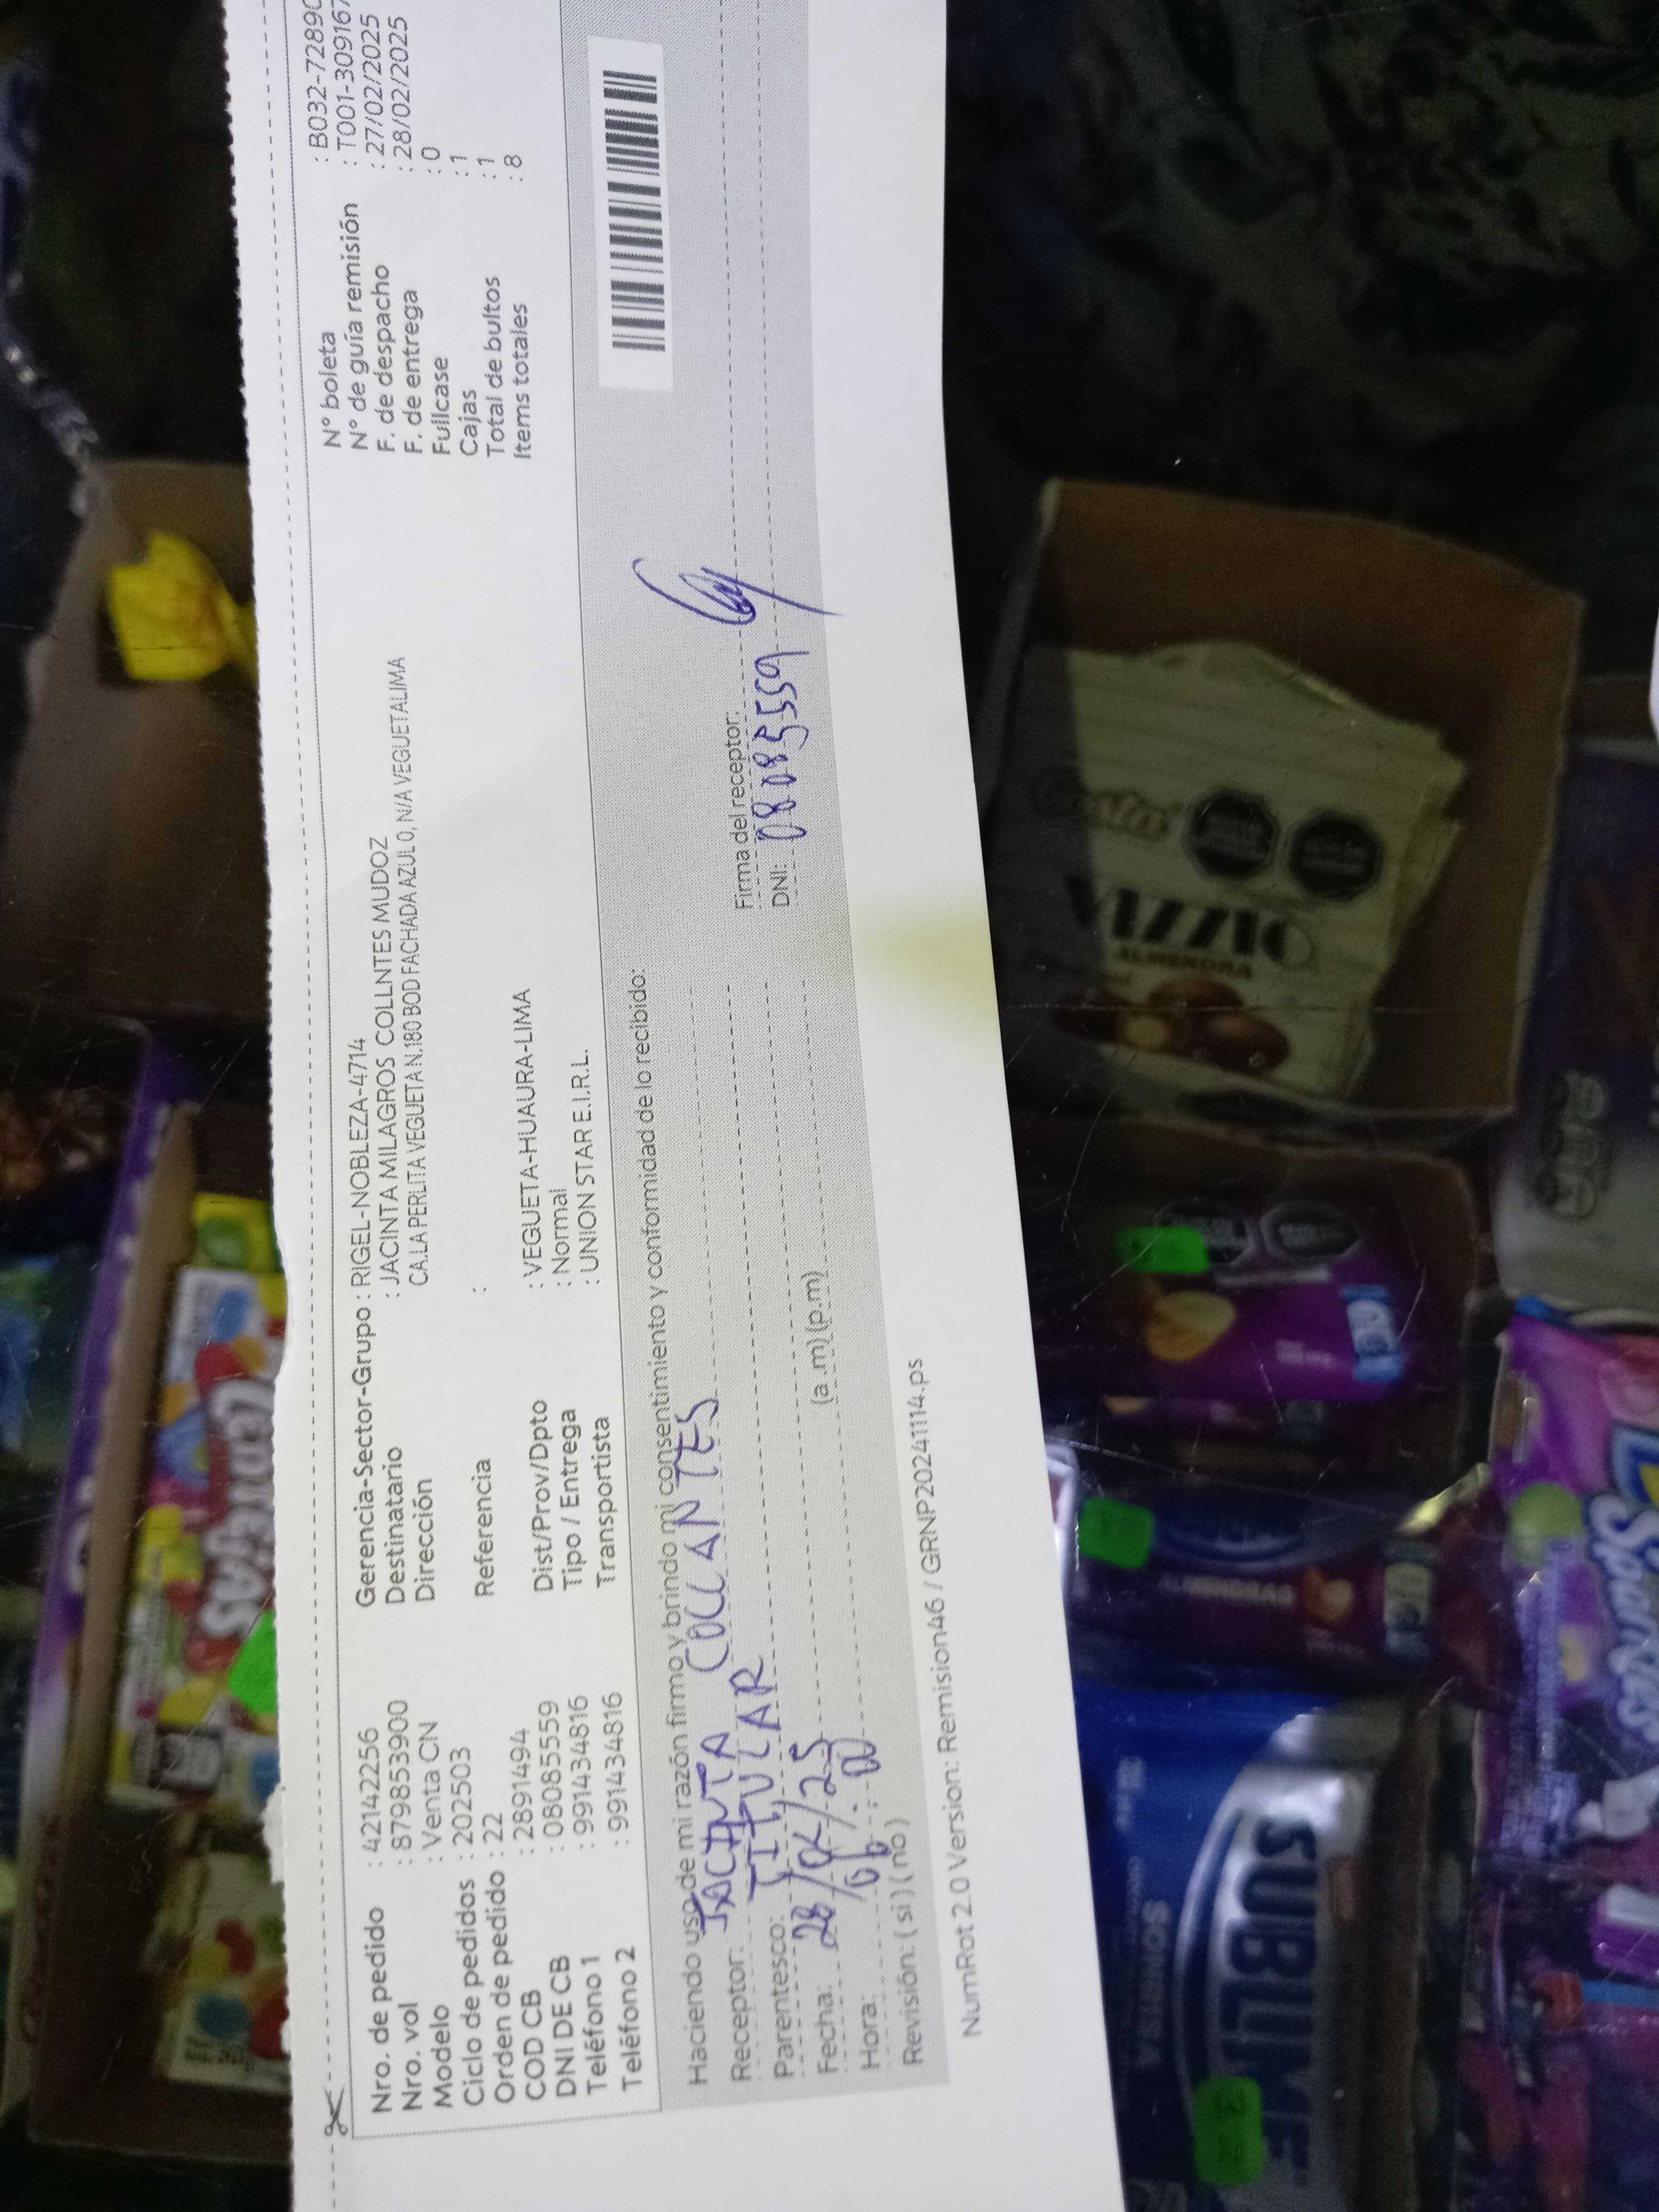 Nro. de pedido : 42142256
Nro. vol : 879853900
Modelo : Venta CN
Ciclo de pedidos : 202503
Orden de pedido : 22
COD CB : 2891494
DNI DE CB : 08085559
Teléfono 1 : 991434816
Teléfono 2 : 991434816
Gerencia-Sector-Grupo : RIGEL-NOBLEZA-4714
Destinatario : JACINTA MILAGROS COLLNTES MUDOZ
Dirección CA.LA PERLITA VEGUETA N.180 BOD FACHADA AZUL 0, N/A VEGUETA LIMA
Referencia :
Dist/Prov/Dpto : VEGUETA-HUAURA-LIMA
Tipo / Entrega : Normal
Transportista : UNION STAR E.I.R.L.
N° boleta : B032-72890
N° de guía remisión : T001-309167
F. de despacho : 27/02/2025
F. de entrega : 28/02/2025
Fullcase : 0
Cajas : 1
Total de bultos : 1
Items totales : 8
Haciendo uso de mi razón firmo y brindo mi consentimiento y conformidad de lo recibido:
Receptor: JACINTA COLLANTES
Parentesco: TITULAR
Fecha: 28/02/25
Hora: : 00 (a.m) (p.m)
Revisión: ( si ) ( no )
Firma del receptor:
DNI: 08085559
NumRot 2.0 Version: Remision46 / GRNP20241114.ps
Lentejas
VIZZIO
ALMENDRA
ALMENDRAS
SUBLIME
Sparkies